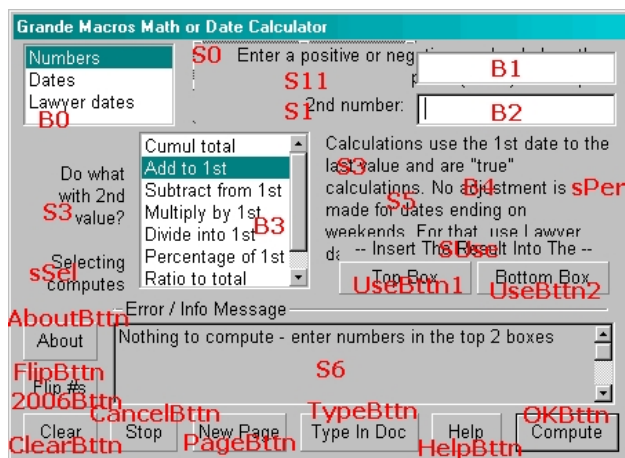 Grande Macros Math or Date Calculator
Numbers
Dates
Lawyer dates
B0
S0
Enter a positive or
S11
B1
S1
2nd number:
B2
Do what
with 2nd
value?
S3
Selecting
computes
sSel
Cumul total
Add to 1st
Subtract from 1st
Multiply by 1st
Divide into 1st
Percentage of 1st
Ratio to total
B3
Calculations use the 1st date to the
last value and are "true"
calculations. No adjustment is
made for dates ending on
weekends. For that, use Lawyer
S3
B4
sPer
S5
-- Insert The Result Into The --
SUse
Top Box
Bottom Box
UseBttn1
UseBttn2
AboutBttn
Error / Info Message
About
Nothing to compute - enter numbers in the top 2 boxes
S6
FlipBttn
Flip #s
2006Bttn
CancelBttn
TypeBttn
OKBttn
Clear
Stop
New Page
Type In Doc
Help
Compute
ClearBttn
PageBttn
HelpBttn